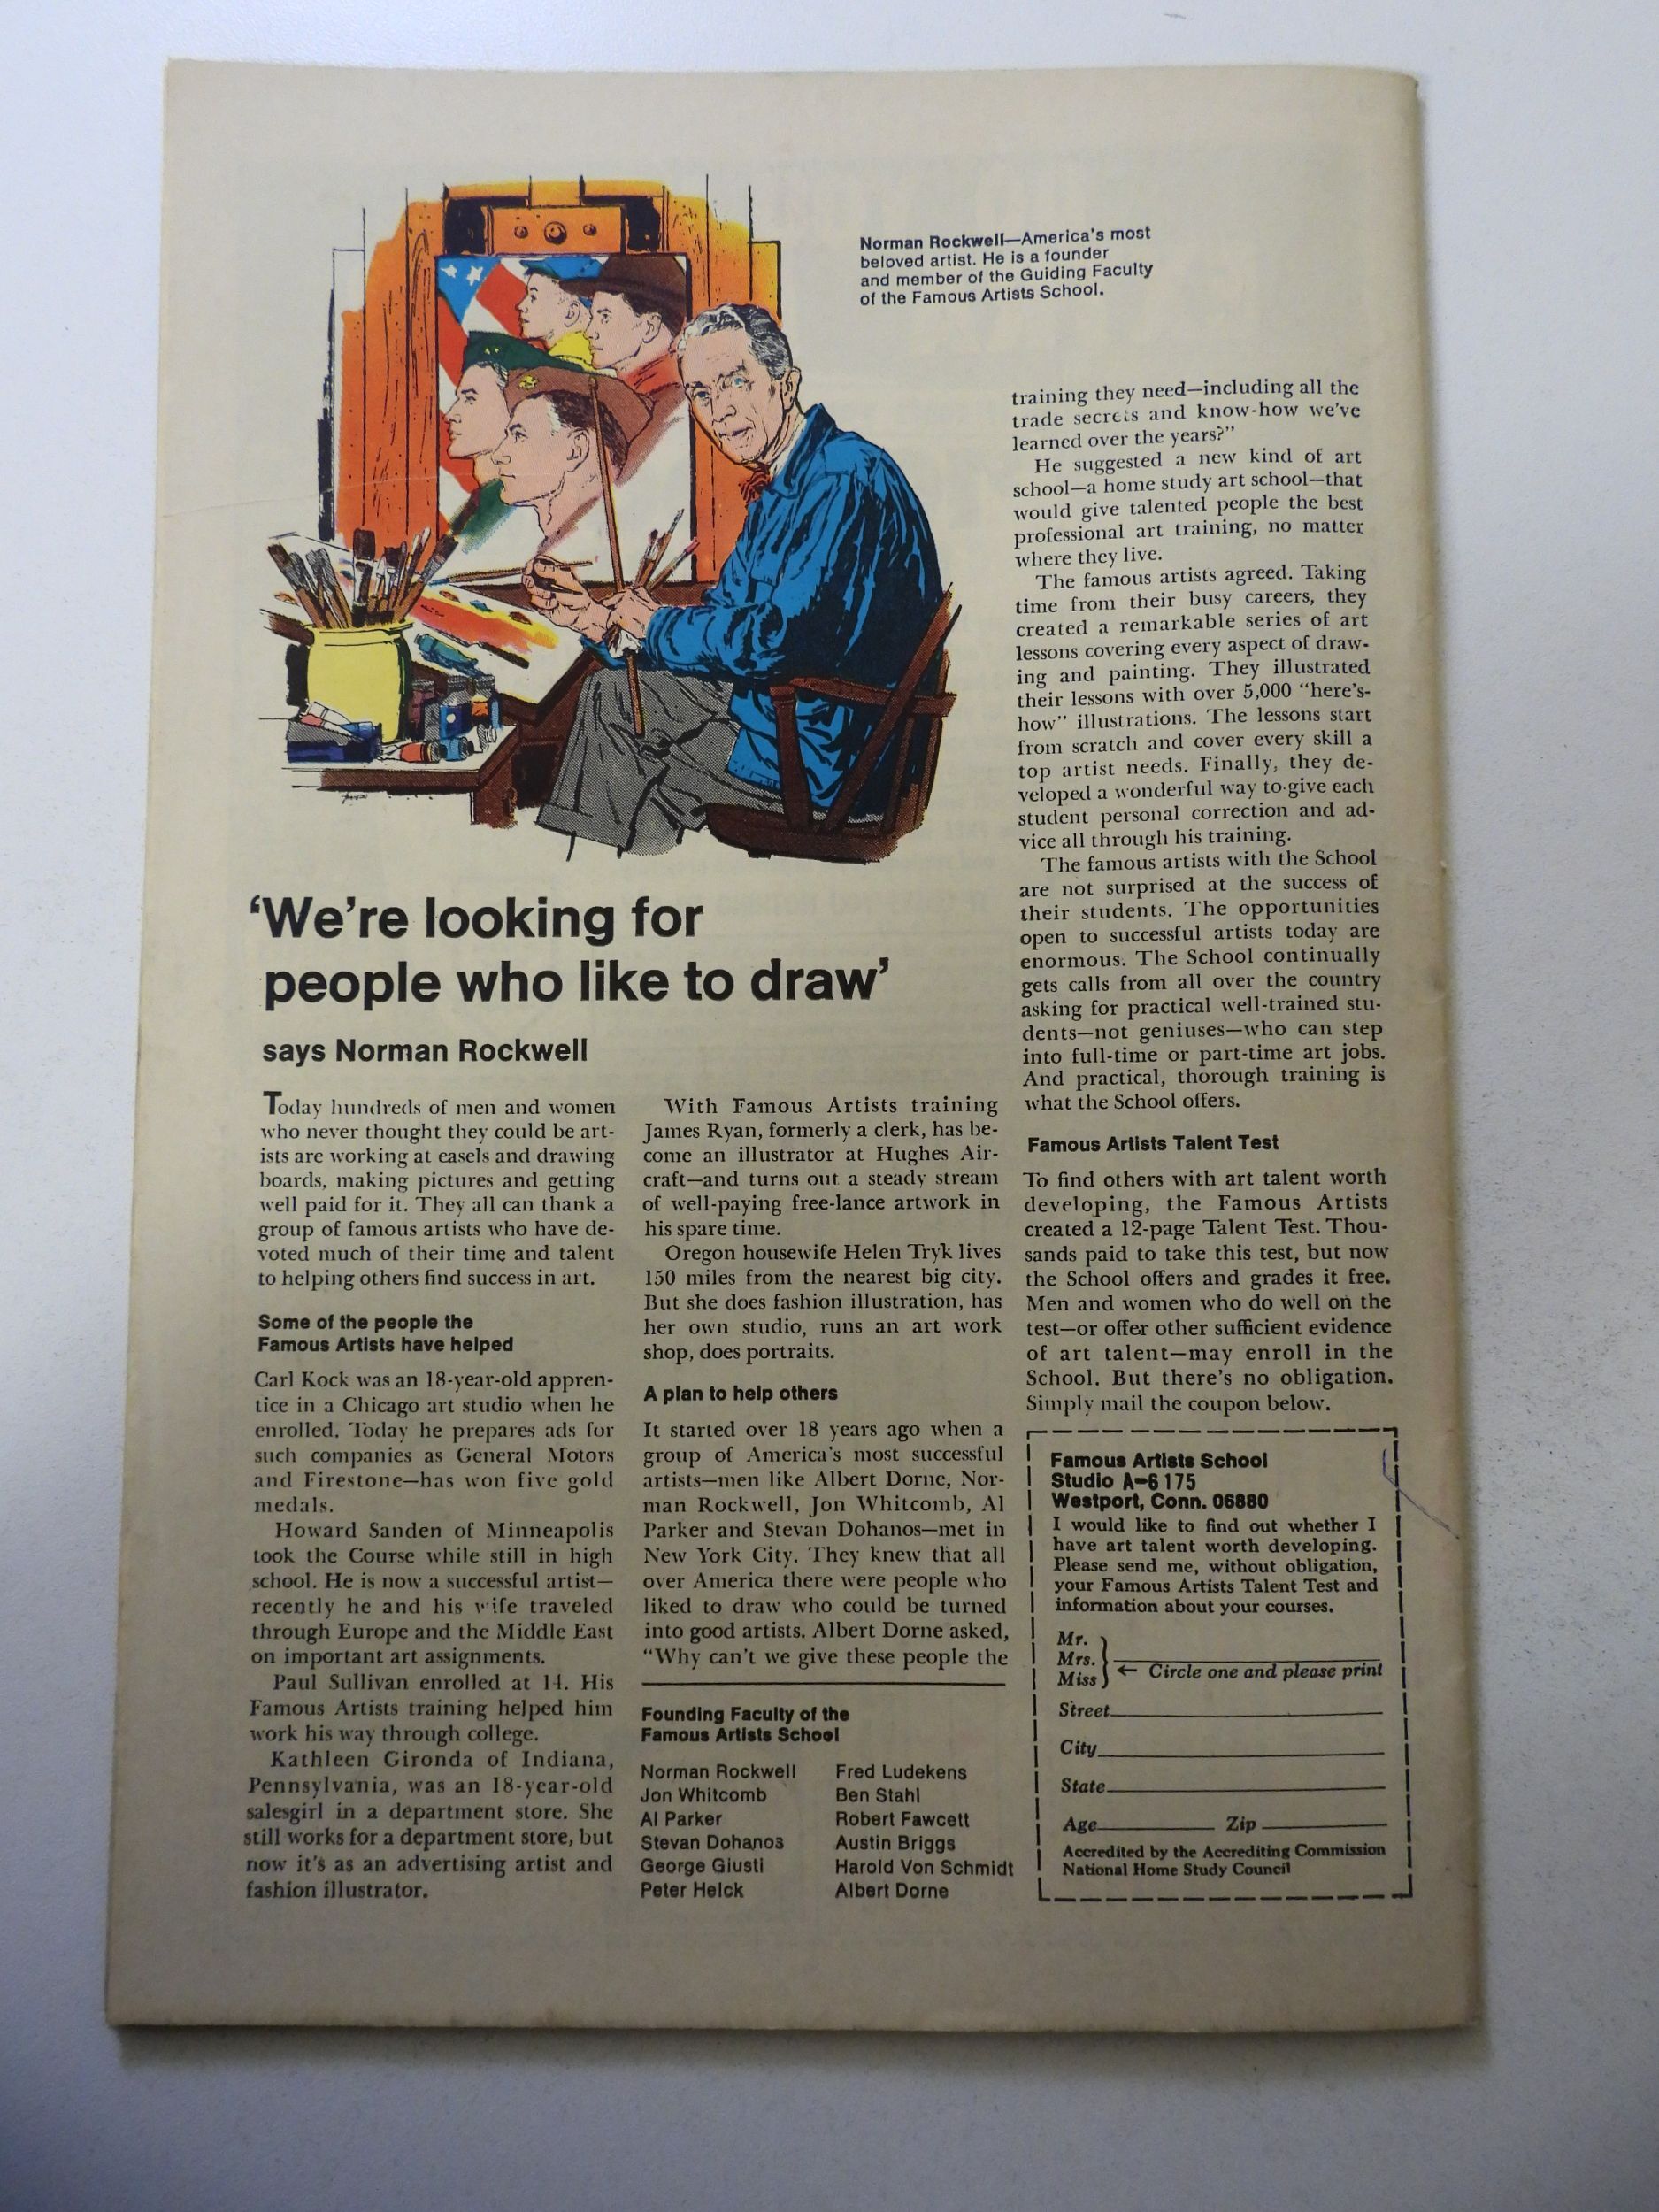 Norman Rockwell—America's most
beloved artist. He is a founder
and member of the Guiding Faculty
of the Famous Artists School.
'We're looking for
people who like to draw'
says Norman Rockwell
Today hundreds of men and women
who never thought they could be art-
ists are working at easels and drawing
boards, making pictures and getting
well paid for it. They all can thank a
group of famous artists who have de-
voted much of their time and talent
to helping others find success in art.
Some of the people the
Famous Artists have helped
Carl Kock was an 18-year-old appren-
tice in a Chicago art studio when he
enrolled. Today he prepares ads for
such companies as General Motors
and Firestone—has won five gold
medals.
Howard Sanden of Minneapolis
took the Course while still in high
school. He is now a successful artist—
recently he and his wife traveled
through Europe and the Middle East
on important art assignments.
Paul Sullivan enrolled at 14. His
Famous Artists training helped him
work his way through college.
Kathleen Gironda of Indiana,
Pennsylvania, was an 18-year-old
salesgirl in a department store. She
still works for a department store, but
now it's as an advertising artist and
fashion illustrator.
With Famous Artists training
James Ryan, formerly a clerk, has be-
come an illustrator at Hughes Air-
craft—and turns out a steady stream
of well-paying free-lance artwork in
his spare time.
Oregon housewife Helen Tryk lives
150 miles from the nearest big city.
But she does fashion illustration, has
her own studio, runs an art work
shop, does portraits.
A plan to help others
It started over 18 years ago when a
group of America's most successful
artists—men like Albert Dorne, Nor-
man Rockwell, Jon Whitcomb, Al
Parker and Stevan Dohanos—met in
New York City. They knew that all
over America there were people who
liked to draw who could be turned
into good artists. Albert Dorne asked,
"Why can't we give these people the
Founding Faculty of the
Famous Artists School
Norman Rockwell
Jon Whitcomb
Al Parker
Stevan Dohanos
George Giusti
Peter Helck
Fred Ludekens
Ben Stahl
Robert Fawcett
Austin Briggs
Harold Von Schmidt
Albert Dorne
training they need—including all the
trade secrets and know-how we've
learned over the years?"
He suggested a new kind of art
school—a home study art school—that
would give talented people the best
professional art training, no matter
where they live.
The famous artists agreed. Taking
time from their busy careers, they
created a remarkable series of art
lessons covering every aspect of draw-
ing and painting. They illustrated
their lessons with over 5,000 "here's-
how" illustrations. The lessons start
from scratch and cover every skill a
top artist needs. Finally, they de-
veloped a wonderful way to give each
student personal correction and ad-
vice all through his training.
The famous artists with the School
are not surprised at the success of
their students. The opportunities
open to successful artists today are
enormous. The School continually
gets calls from all over the country
asking for practical well-trained stu-
dents—not geniuses—who can step
into full-time or part-time art jobs.
And practical, thorough training is
what the School offers.
Famous Artists Talent Test
To find others with art talent worth
developing, the Famous Artists
created a 12-page Talent Test. Thou-
sands paid to take this test, but now
the School offers and grades it free.
Men and women who do well on the
test—or offer other sufficient evidence
of art talent—may enroll in the
School. But there's no obligation.
Simply mail the coupon below.
Famous Artists School
Studio A-6175
Westport, Conn. 06880
I would like to find out whether I
have art talent worth developing.
Please send me, without obligation,
your Famous Artists Talent Test and
information about your courses.
Mr.
Mrs.
Miss ← Circle one and please print
Street
City
State
Age Zip
Accredited by the Accrediting Commission
National Home Study Council